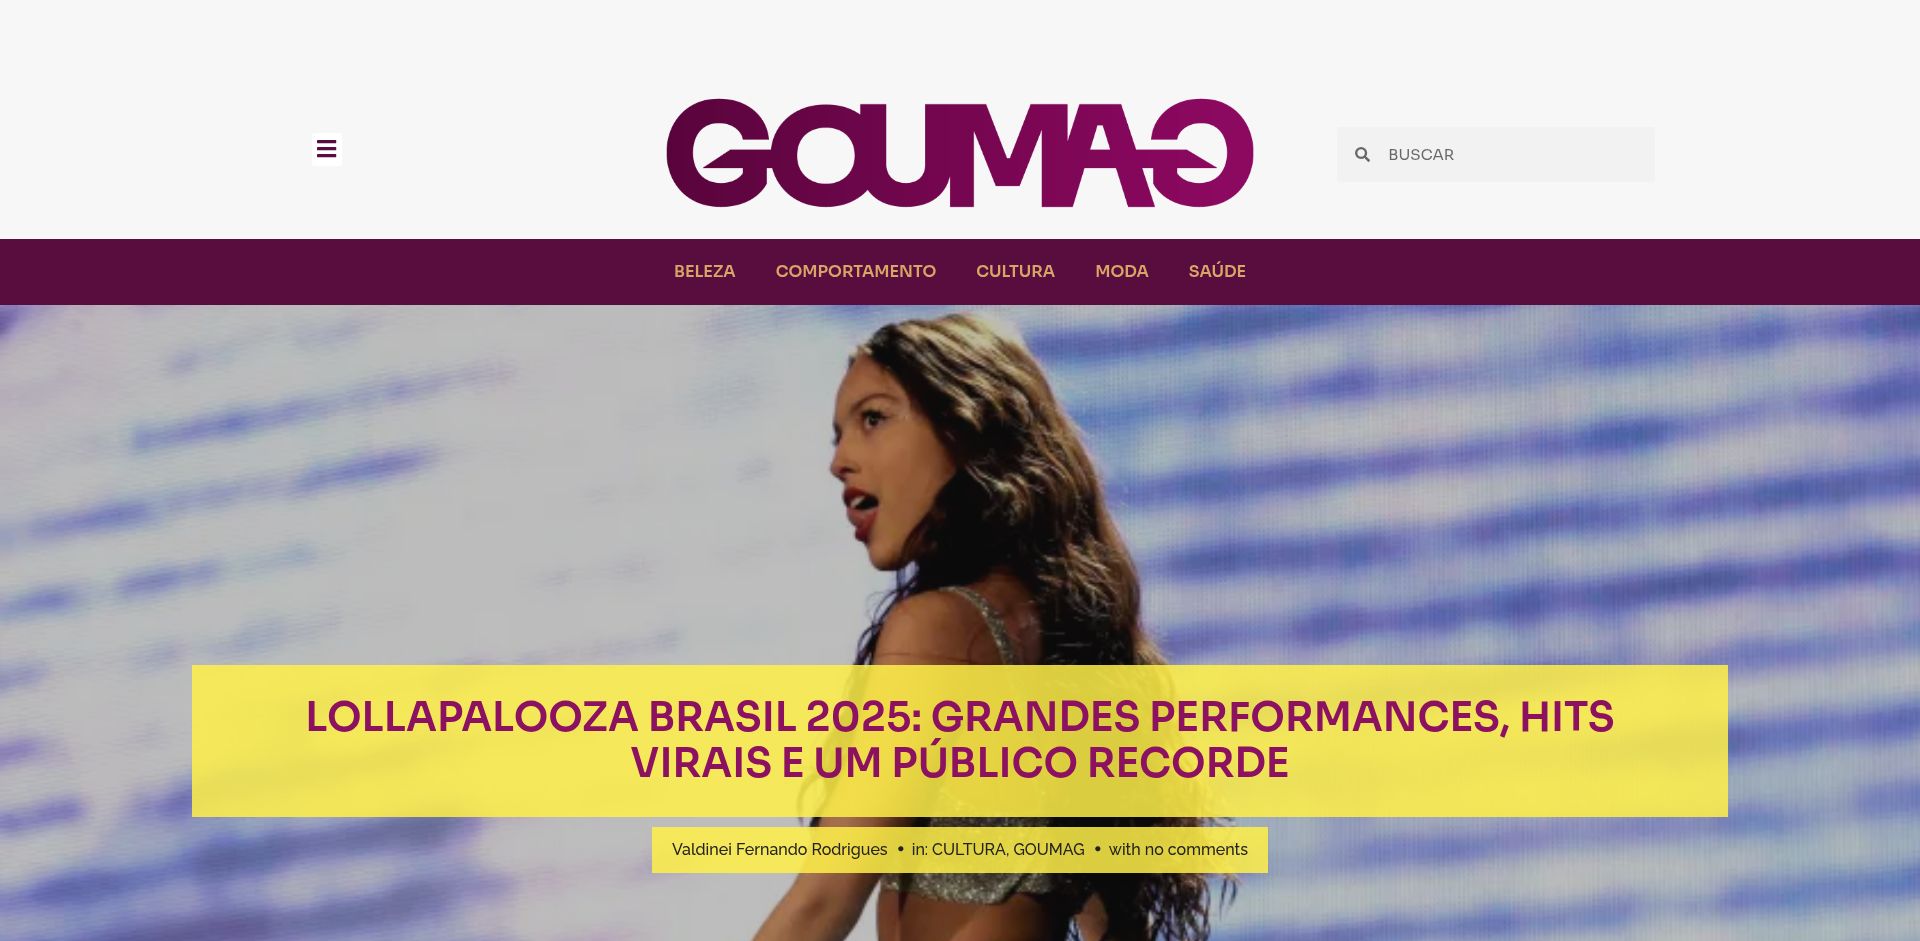 GOUMAG
BUSCAR
BELEZA COMPORTAMENTO CULTURA MODA SAÚDE
LOLLAPALOOZA BRASIL 2025: GRANDES PERFORMANCES, HITS
VIRAIS E UM PÚBLICO RECORDE
Valdinei Fernando Rodrigues • in: CULTURA, GOUMAG • with no comments